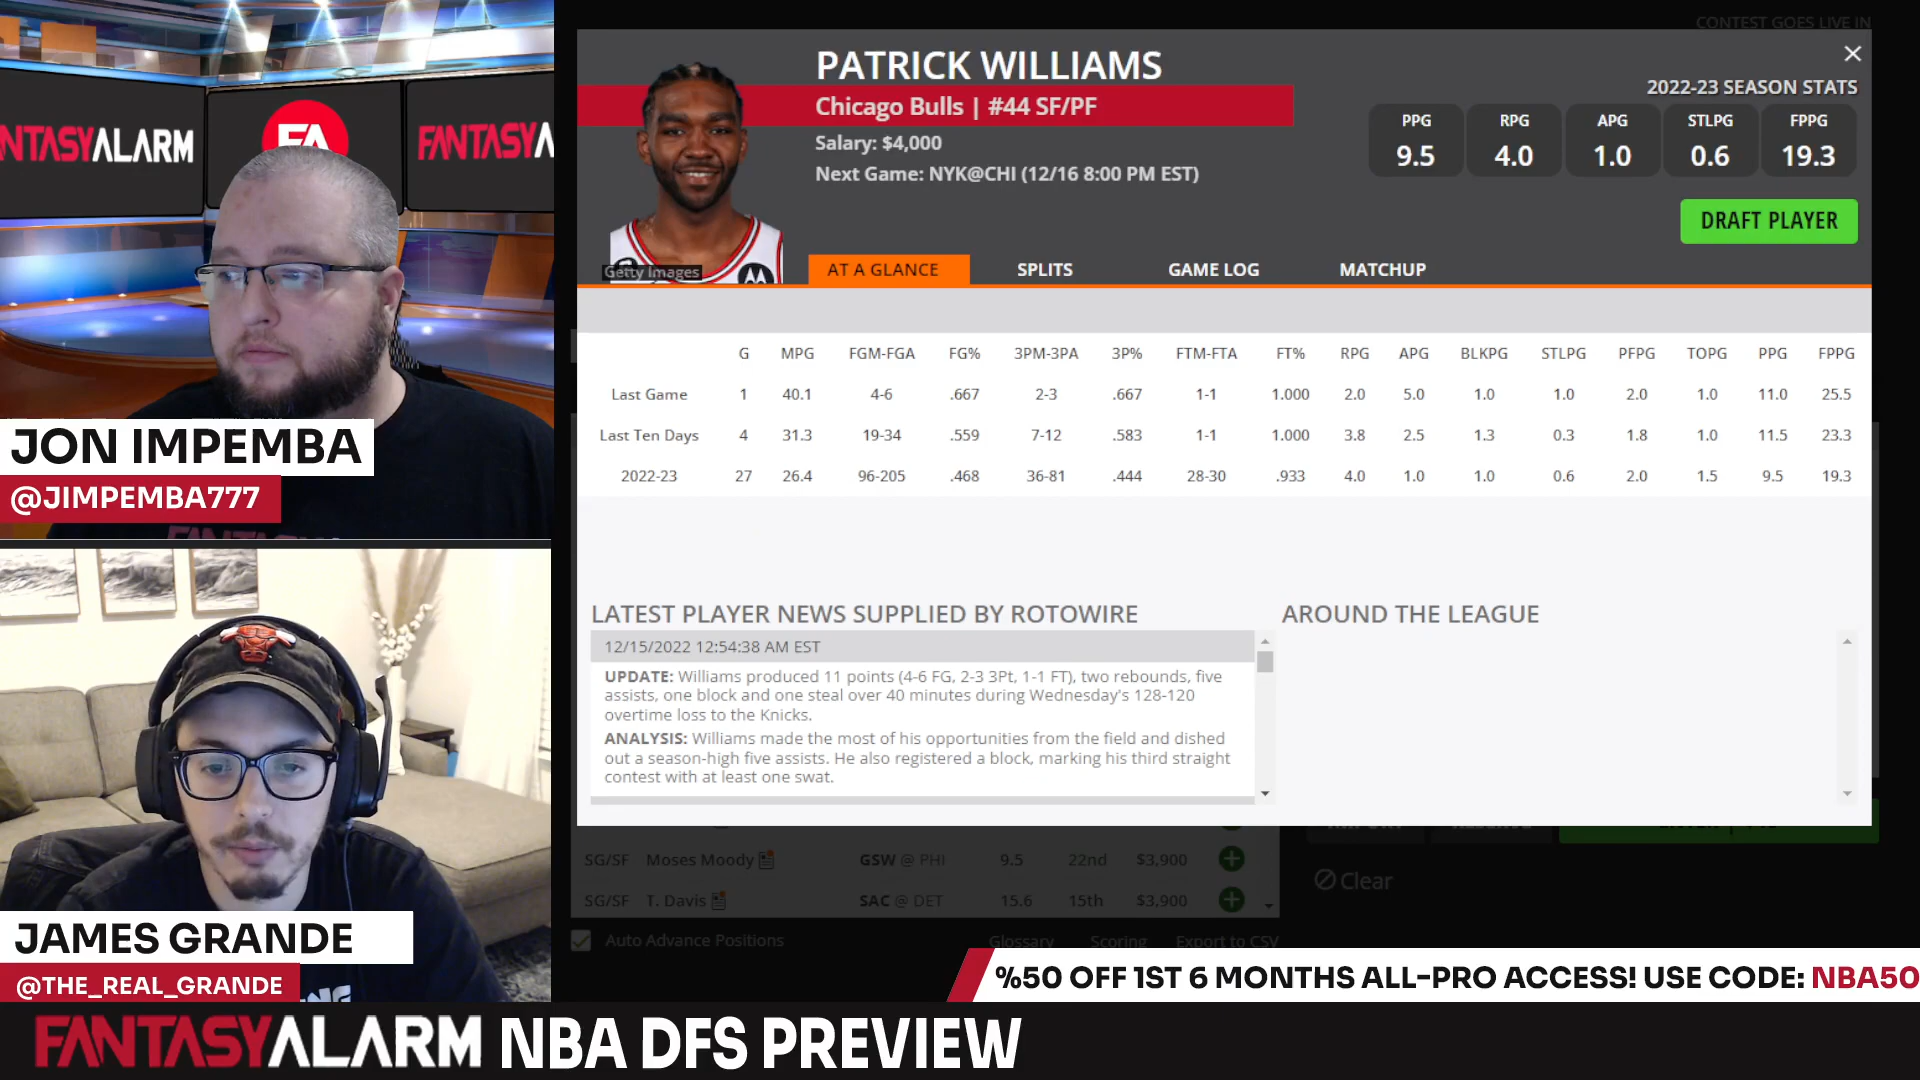 CONTEST GOES LIVE IN
PATRICK WILLIAMS
Chicago Bulls | #44 SF/PF
Salary: $4,000
Next Game: NYK@CHI (12/16 8:00 PM EST)
Getty Images
2022-23 SEASON STATS
PPG RPG APG STLPG FPPG
9.5 4.0 1.0 0.6 19.3
DRAFT PLAYER
AT A GLANCE SPLITS GAME LOG MATCHUP
G MPG FGM-FGA FG% 3PM-3PA 3P% FTM-FTA FT% RPG APG BLKPG STLPG PFPG TOPG PPG FPPG
Last Game 1 40.1 4-6 .667 2-3 .667 1-1 1.000 2.0 5.0 1.0 1.0 2.0 1.0 11.0 25.5
Last Ten Days 4 31.3 19-34 .559 7-12 .583 1-1 1.000 3.8 2.5 1.3 0.3 1.8 1.0 11.5 23.3
2022-23 27 26.4 96-205 .468 36-81 .444 28-30 .933 4.0 1.0 1.0 0.6 2.0 1.5 9.5 19.3
LATEST PLAYER NEWS SUPPLIED BY ROTOWIRE
12/15/2022 12:54:38 AM EST
UPDATE: Williams produced 11 points (4-6 FG, 2-3 3Pt, 1-1 FT), two rebounds, five
assists, one block and one steal over 40 minutes during Wednesday's 128-120
overtime loss to the Knicks.
ANALYSIS: Williams made the most of his opportunities from the field and dished
out a season-high five assists. He also registered a block, marking his third straight
contest with at least one swat.
AROUND THE LEAGUE
SG/SF Moses Moody GSW @ PHI 9.5 22nd $3,900
SG/SF T. Davis SAC @ DET 15.6 15th $3,900
Clear
Auto Advance Positions
Glossary Scoring Export to CSV
NTASYALARM
FA
FANTASYA
JON IMPEMBA
@JIMPEMBA777
JAMES GRANDE
@THE_REAL_GRANDE
%50 OFF 1ST 6 MONTHS ALL-PRO ACCESS! USE CODE: NBA50
FANTASYALARM NBA DFS PREVIEW